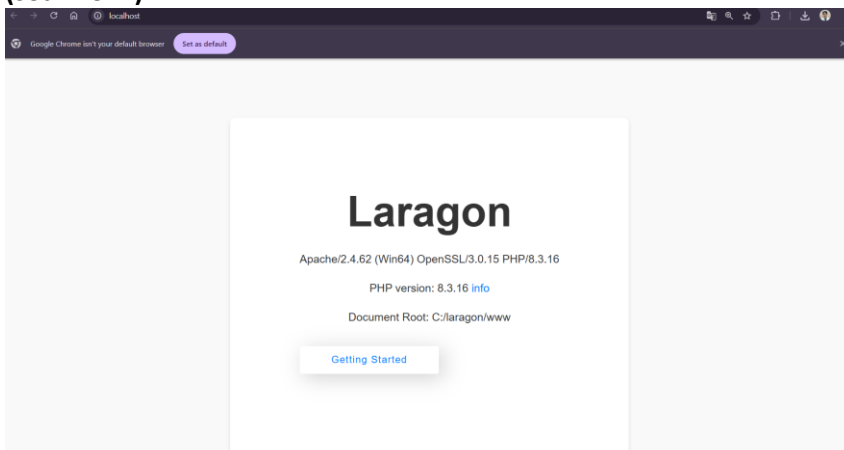 localhost
Google Chrome isn't your default browser Set as default
Laragon
Apache/2.4.62 (Win64) OpenSSL/3.0.15 PHP/8.3.16
PHP version: 8.3.16 info
Document Root: C:/laragon/www
Getting Started